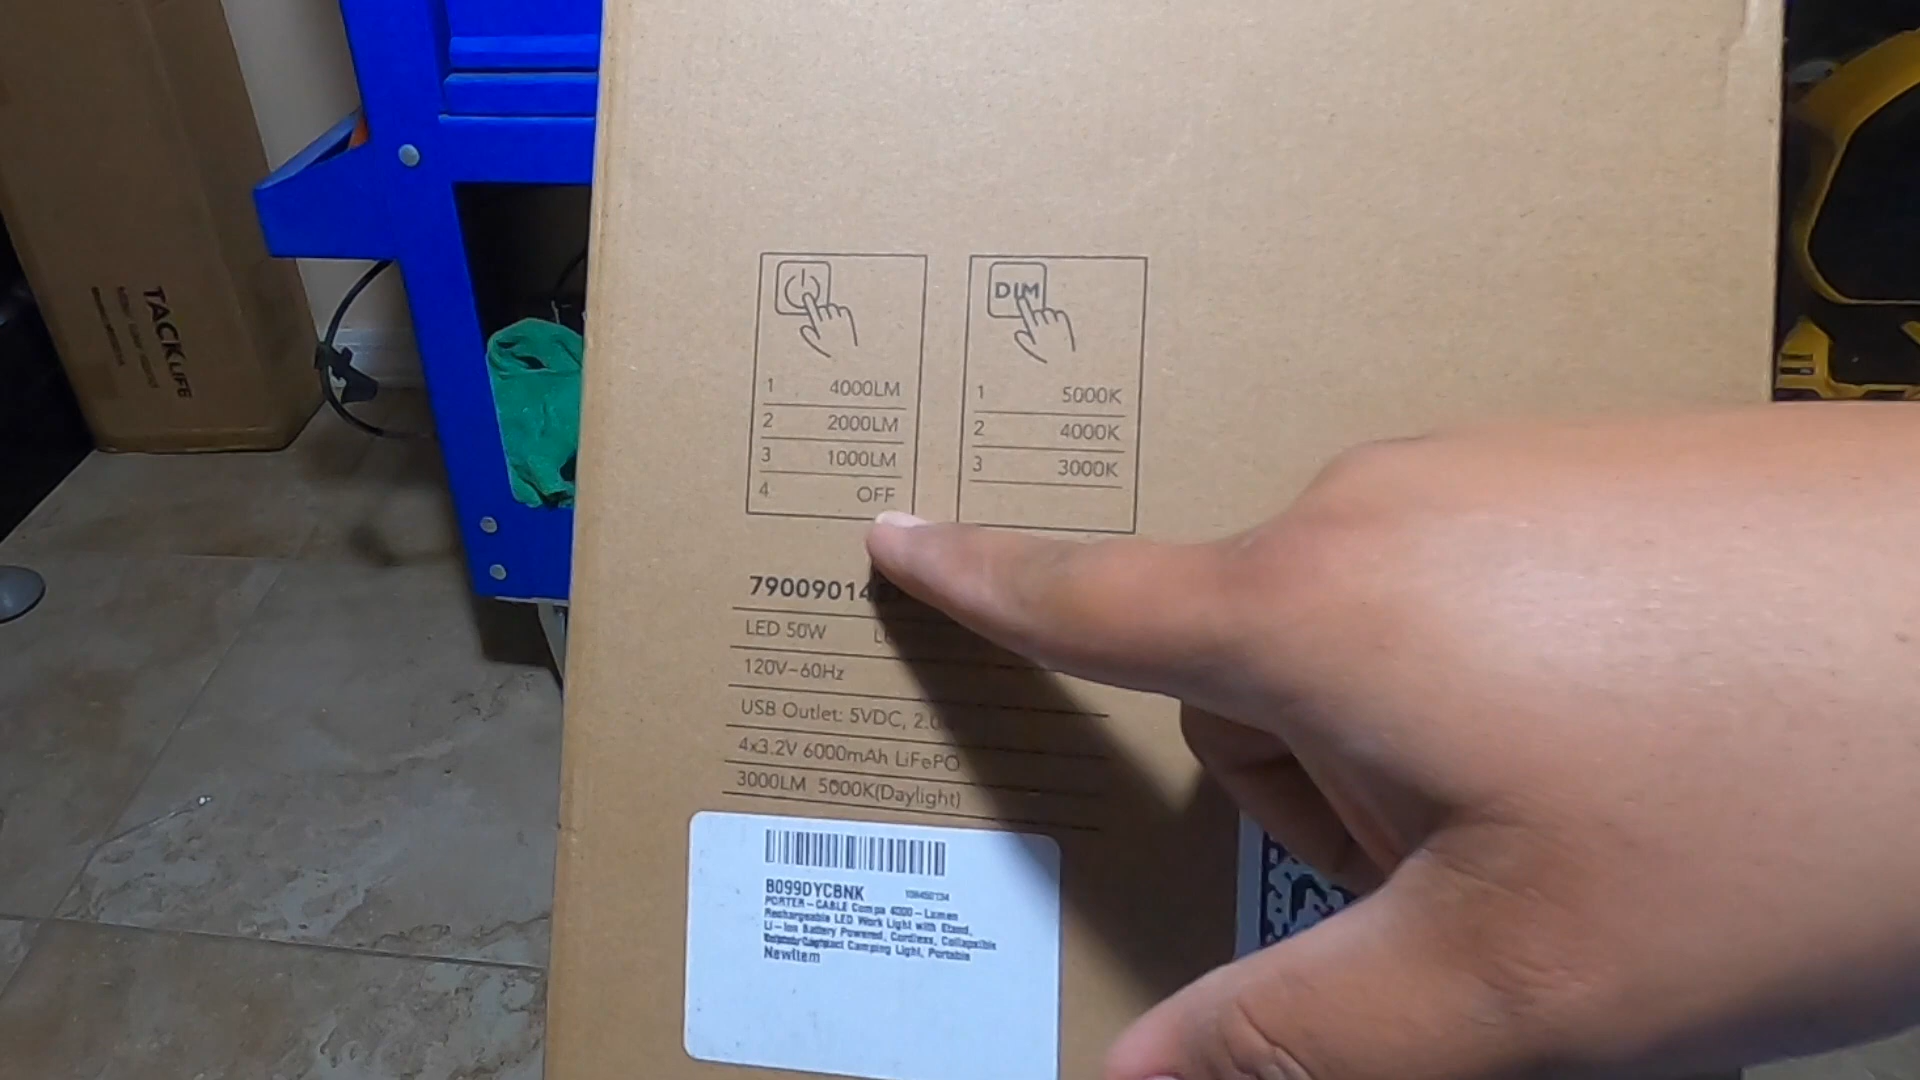 TACKLIFE
DIM
1 4000LM
2 2000LM
3 1000LM
4 OFF
1 5000K
2 4000K
3 3000K
7900901
LED 50W
120V~60Hz
USB Outlet: 5VDC, 2.0
4x3.2V 6000mAh LiFePO
3000LM 5000K(Daylight)
B099DYCBNK
PORTER-CABLE Compa 4000-Lumen
Rechargeable LED Work Light with Stand,
Li-Ion Battery Powered, Cordless, Collapsible
Camping Light, Portable
NewItem